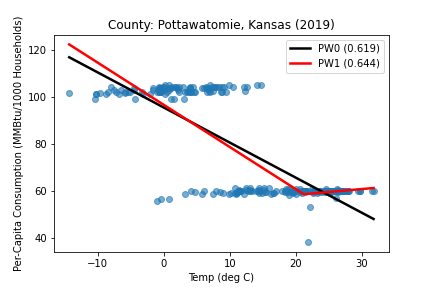 County: Pottawatomie, Kansas (2019)
PW0 (0.619)
PW1 (0.644)
Per-Capita Consumption (MMBtu/1000 Households)
120
100
80
60
40
−10 0 10 20 30
Temp (deg C)